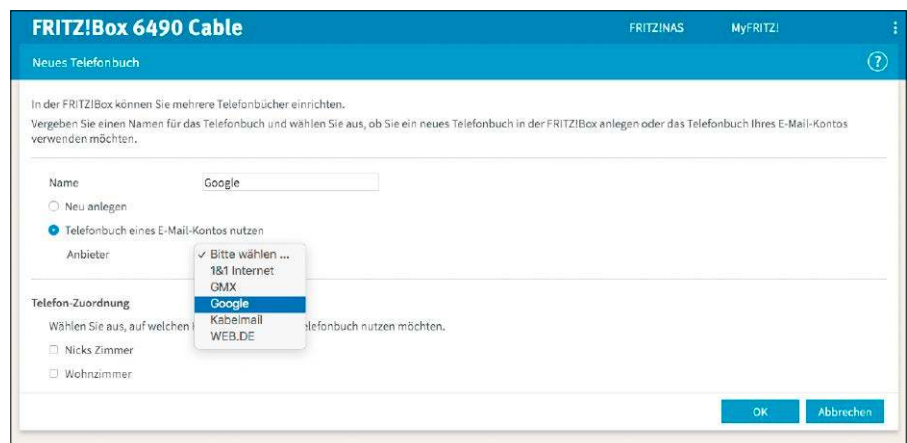 FRITZ!Box 6490 Cable
FRITZ!NAS
MyFRITZ!
Neues Telefonbuch
?
In der FRITZ!Box können Sie mehrere Telefonbücher einrichten.
Vergeben Sie einen Namen für das Telefonbuch und wählen Sie aus, ob Sie ein neues Telefonbuch in der FRITZ!Box anlegen oder das Telefonbuch Ihres E-Mail-Kontos
verwenden möchten.
Name Google
Neu anlegen
Telefonbuch eines E-Mail-Kontos nutzen
Anbieter ✓ Bitte wählen ...
1&1 Internet
GMX
Google
Kabelmail
WEB.DE
Telefon-Zuordnung
Wählen Sie aus, auf welchen elefonbuch nutzen möchten.
Nicks Zimmer
Wohnzimmer
OK Abbrechen